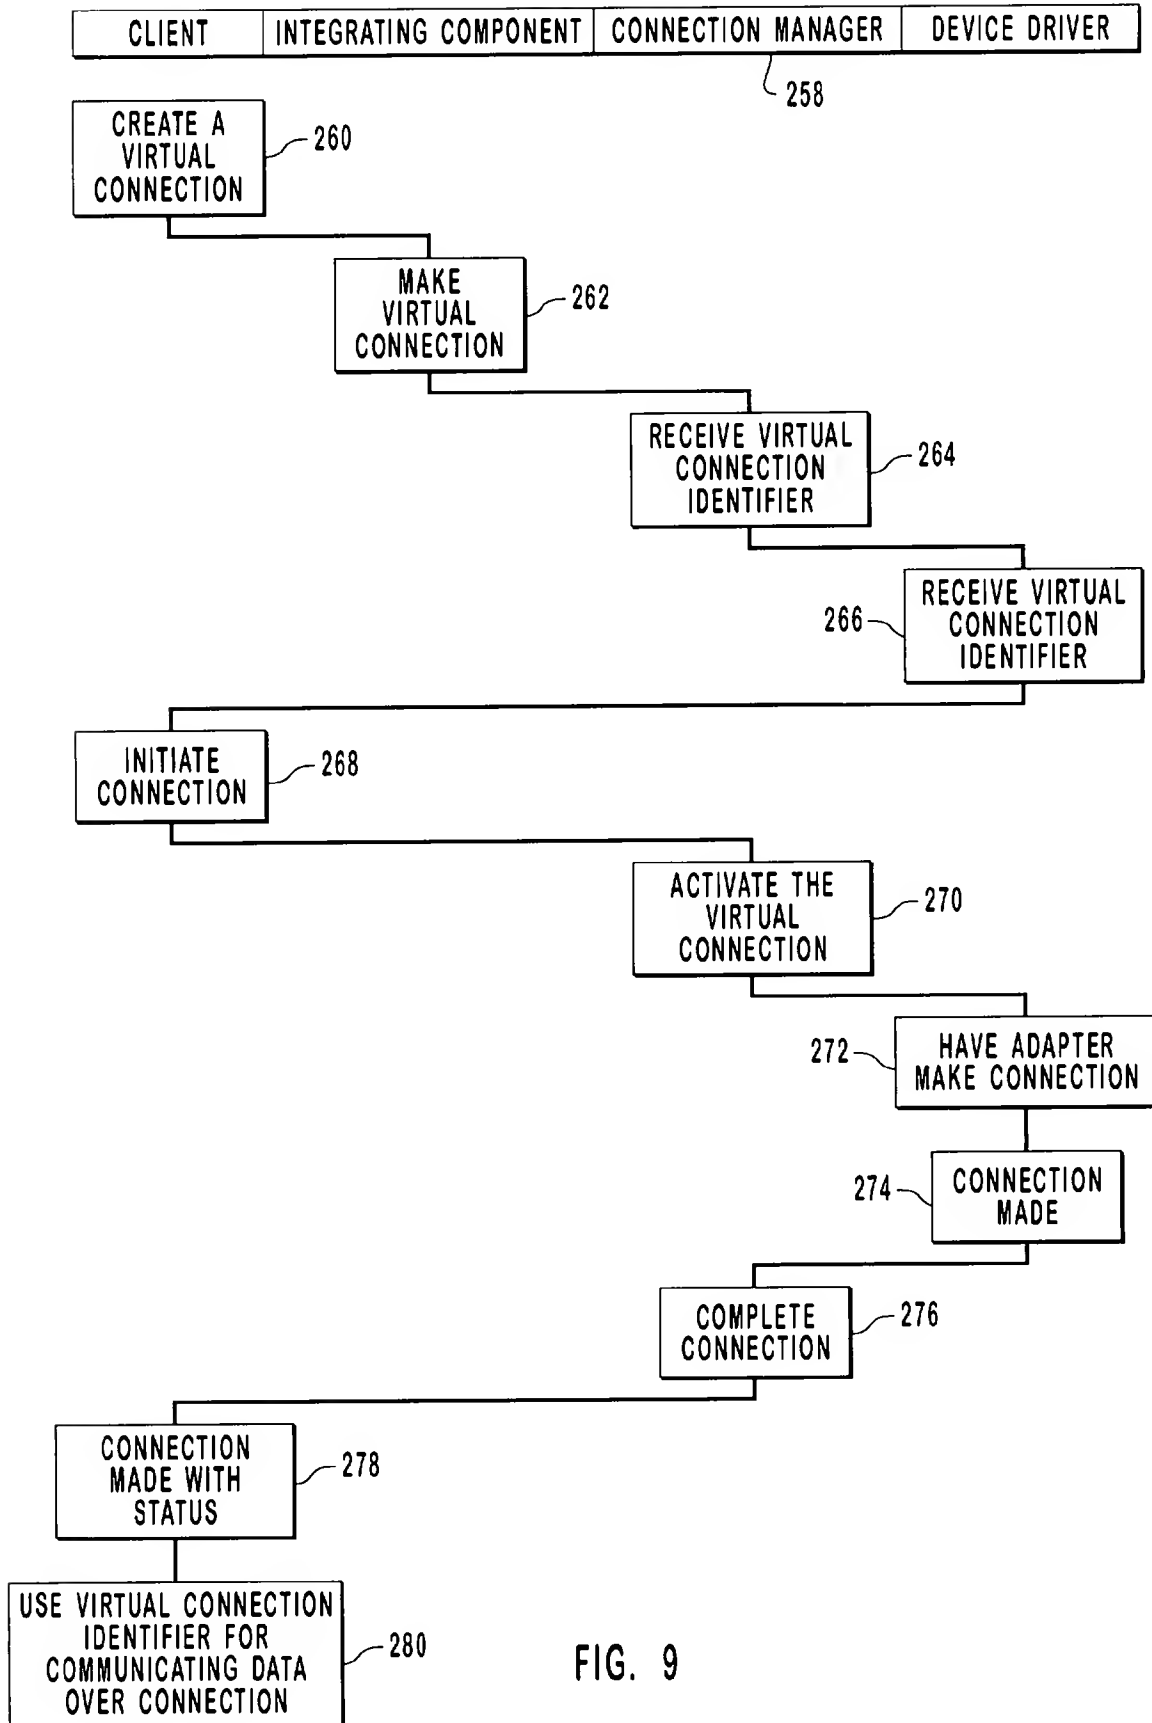 CLIENT INTEGRATING COMPONENT CONNECTION MANAGER DEVICE DRIVER
258
CREATE A
VIRTUAL
CONNECTION
260
MAKE
VIRTUAL
CONNECTION
262
RECEIVE VIRTUAL
CONNECTION
IDENTIFIER
264
RECEIVE VIRTUAL
CONNECTION
IDENTIFIER
266
INITIATE
CONNECTION
268
ACTIVATE THE
VIRTUAL
CONNECTION
270
HAVE ADAPTER
MAKE CONNECTION
272
CONNECTION
MADE
274
COMPLETE
CONNECTION
276
CONNECTION
MADE WITH
STATUS
278
USE VIRTUAL CONNECTION
IDENTIFIER FOR
COMMUNICATING DATA
OVER CONNECTION
280
FIG. 9